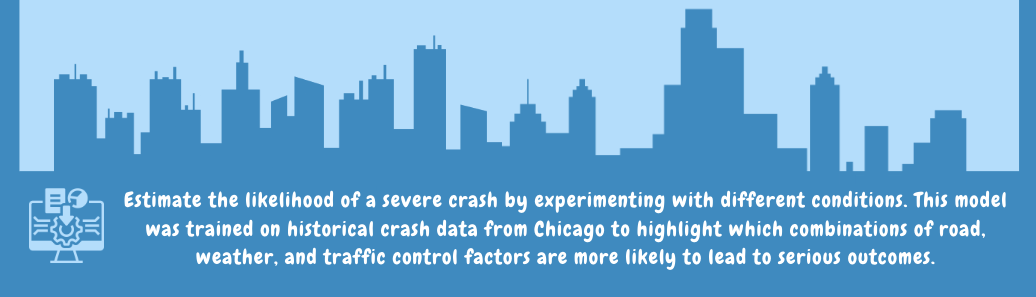 Estimate the likelihood of a severe crash by experimenting with different conditions. This model
was trained on historical crash data from Chicago to highlight which combinations of road,
weather, and traffic control factors are more likely to lead to serious outcomes.